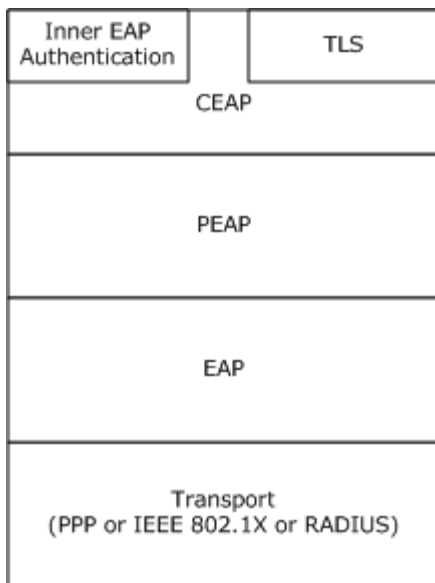 Inner EAP
Authentication
TLS
CEAP
PEAP
EAP
Transport
(PPP or IEEE 802.1X or RADIUS)